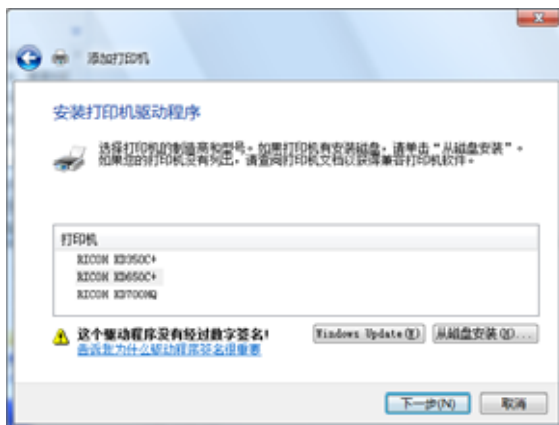 添加打印机
安装打印机驱动程序
选择打印机的制造商和型号。如果打印机有安装磁盘，请单击“从磁盘安装”。
如果您的打印机没有列出，请查阅打印机文档以获得兼容打印机软件。
打印机
RICOH XD350C+
RICOH XD650C+
RICOH XD700HQ
这个驱动程序没有经过数字签名!
Windows Update(W) 从磁盘安装(H)...
告诉我为什么驱动程序签名很重要
下一步(N) 取消